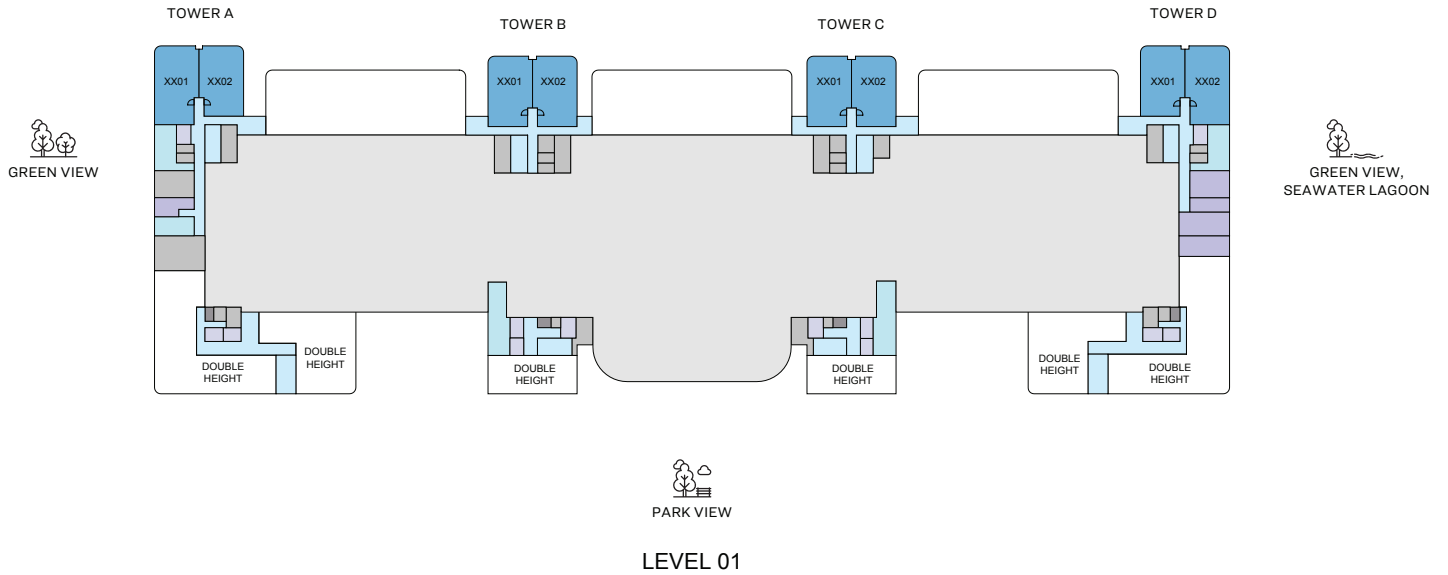 TOWER A
TOWER B
TOWER C
TOWER D
XX01
XX02
XX01
XX02
XX01
XX02
XX01
XX02
GREEN VIEW
GREEN VIEW,
SEAWATER LAGOON
DOUBLE
HEIGHT
DOUBLE
HEIGHT
DOUBLE
HEIGHT
DOUBLE
HEIGHT
DOUBLE
HEIGHT
DOUBLE
HEIGHT
PARK VIEW
LEVEL 01